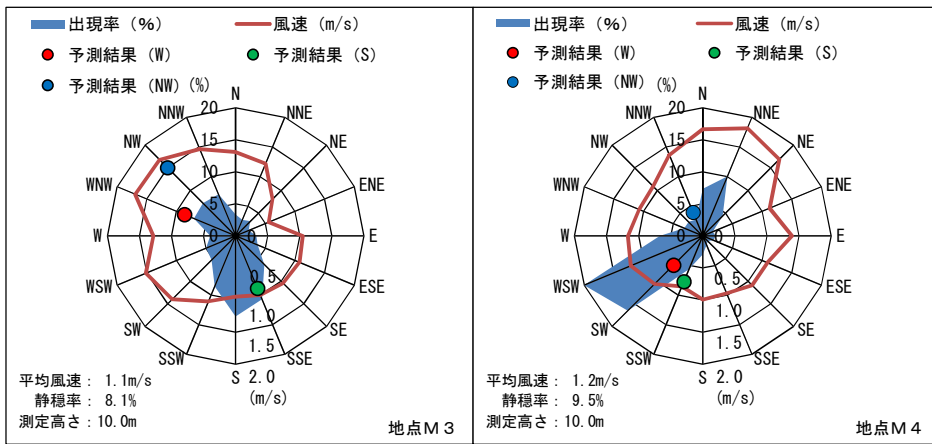 出現率(%) 風速(m/s)
予測結果(W) 予測結果(S)
予測結果(NW) (%)
N
NNW 20 NNE
NW 15 NE
10
WNW ENE
5
W 0 0 E
WSW 0.5 ESE
SW 1.0 SE
1.5
SSW SSE
S 2.0
(m/s)
平均風速: 1.1m/s
静穏率: 8.1%
測定高さ:10.0m
地点M3
出現率(%) 風速(m/s)
予測結果(W) 予測結果(S)
予測結果(NW) (%)
N
NNW 20 NNE
NW 15 NE
10
WNW ENE
5
W 0 0 E
WSW 0.5 ESE
SW 1.0 SE
1.5
SSW SSE
S 2.0
(m/s)
平均風速: 1.2m/s
静穏率: 9.5%
測定高さ:10.0m
地点M4